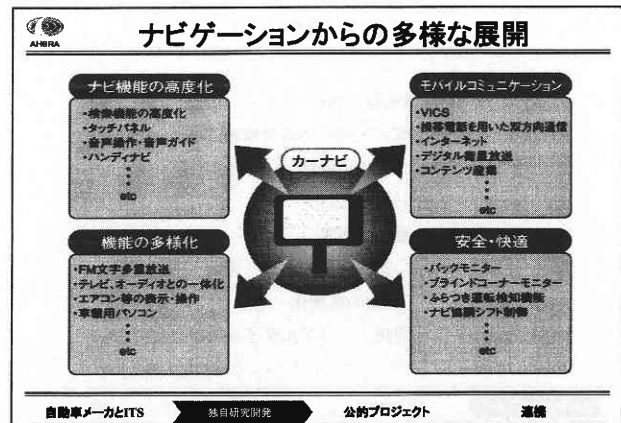 AHSRA
ナビゲーションからの多様な展開
ナビ機能の高度化
・検索機能の高度化
・タッチパネル
・音声操作・音声ガイド
・ハンディナビ
etc
モバイルコミュニケーション
・VICS
・携帯電話を用いた双方向通信
・インターネット
・デジタル衛星放送
・コンテンツ産業
etc
カーナビ
機能の多様化
・FM文字多重放送
・テレビ、オーディオとの一体化
・エアコン等の表示・操作
・車載用パソコン
etc
安全・快適
・バックモニター
・ブラインドコーナーモニター
・ふらつき運転検知機能
・ナビ協調シフト制御
etc
自動車メーカとITS
独自研究開発
公的プロジェクト
連携